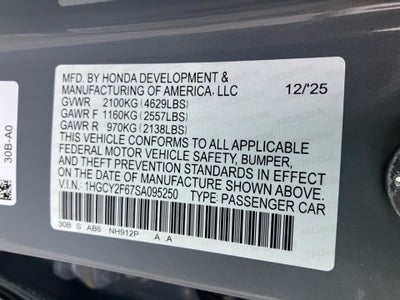 MFD. BY HONDA DEVELOPMENT &
MANUFACTURING OF AMERICA, LLC 12/'25
GVWR 2100KG (4629LBS)
GAWR F 1160KG (2557LBS)
GAWR R 970KG (2138LBS)
THIS VEHICLE CONFORMS TO ALL APPLICABLE
FEDERAL MOTOR VEHICLE SAFETY, BUMPER,
AND THEFT PREVENTION STANDARDS IN EFFECT
ON THE DATE OF MANUFACTURE SHOWN ABOVE.
V.I.N.: 1HGCY2F67SA095250 TYPE: PASSENGER CAR
30B S AB6 NH912P A A
30B-A0